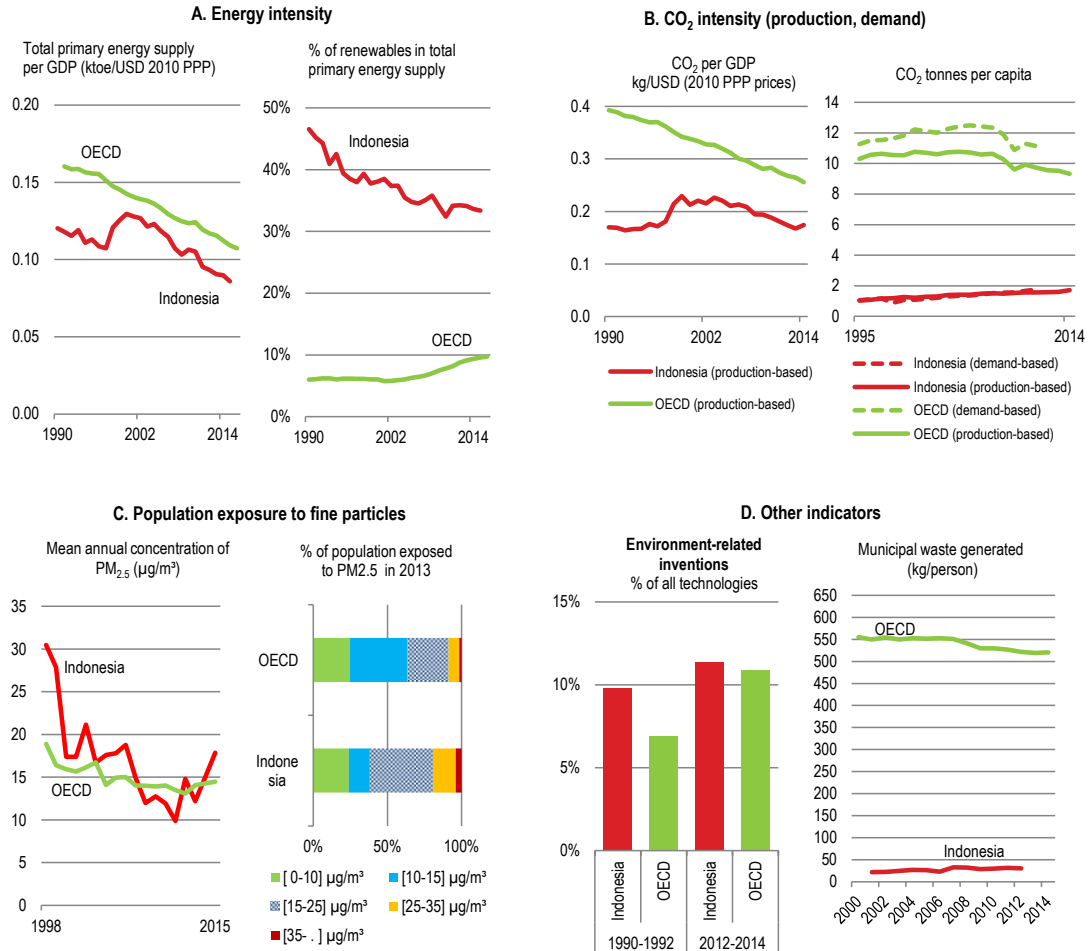 A. Energy intensity
Total primary energy supply
per GDP (ktoe/USD 2010 PPP)
0.20
0.15
0.10
0.05
0.00
OECD
Indonesia
1990
2002
2014
% of renewables in total
primary energy supply
50%
40%
30%
20%
10%
0%
Indonesia
OECD
1990
2002
2014
B. CO2 intensity (production, demand)
CO2 per GDP
kg/USD (2010 PPP prices)
0.4
0.3
0.2
0.1
0.0
1990
2002
2014
Indonesia (production-based)
OECD (production-based)
CO2 tonnes per capita
14
12
10
8
6
4
2
0
1995
2014
Indonesia (demand-based)
Indonesia (production-based)
OECD (demand-based)
OECD (production-based)
C. Population exposure to fine particles
Mean annual concentration of
PM2.5 (µg/m³)
35
30
25
20
15
10
5
0
Indonesia
OECD
1998
2015
% of population exposed
to PM2.5 in 2013
OECD
Indone
sia
0%
50%
100%
[ 0-10] µg/m³
[10-15] µg/m³
[15-25] µg/m³
[25-35] µg/m³
[35- . ] µg/m³
D. Other indicators
Environment-related
inventions
% of all technologies
15%
10%
5%
0%
Indonesia
OECD
Indonesia
OECD
1990-1992
2012-2014
Municipal waste generated
(kg/person)
650
600
550
500
450
400
350
300
250
200
150
100
50
0
OECD
Indonesia
2000
2002
2004
2006
2008
2010
2012
2014